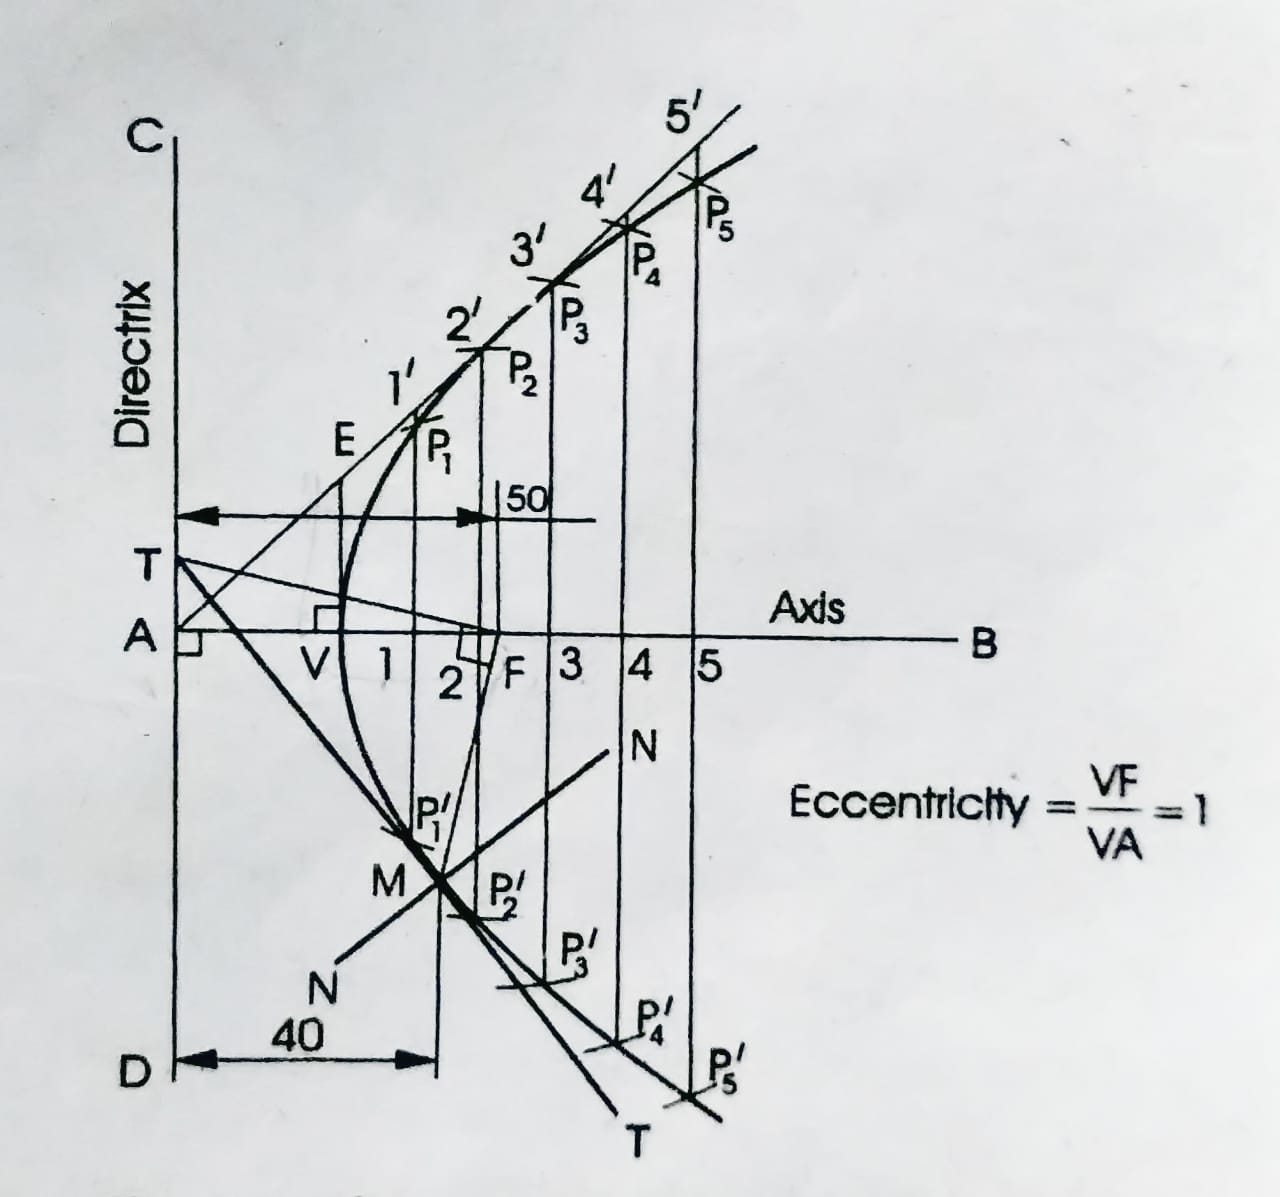 C
5′
4′
P₅
3′
P₄
2′
P₃
1′
P₂
E
P₁
Directrix
50
T
A
Axis
B
V
1
2
F
3
4
5
N
Eccentricity = VF/VA = 1
P₁′
M
P₂′
P₃′
N
40
P₄′
D
P₅′
T